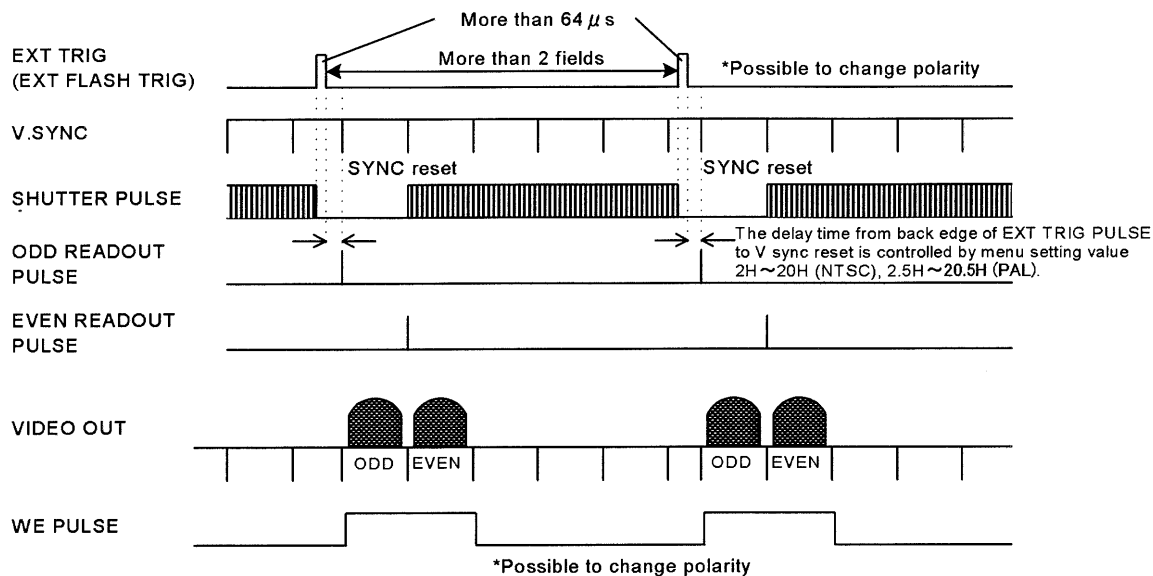 More than 64 μs
EXT TRIG
(EXT FLASH TRIG)
More than 2 fields
*Possible to change polarity
V.SYNC
SYNC reset
SYNC reset
SHUTTER PULSE
The delay time from back edge of EXT TRIG PULSE
to V sync reset is controlled by menu setting value
2H～20H (NTSC), 2.5H～20.5H (PAL).
ODD READOUT
PULSE
EVEN READOUT
PULSE
VIDEO OUT
ODD EVEN
ODD EVEN
WE PULSE
*Possible to change polarity